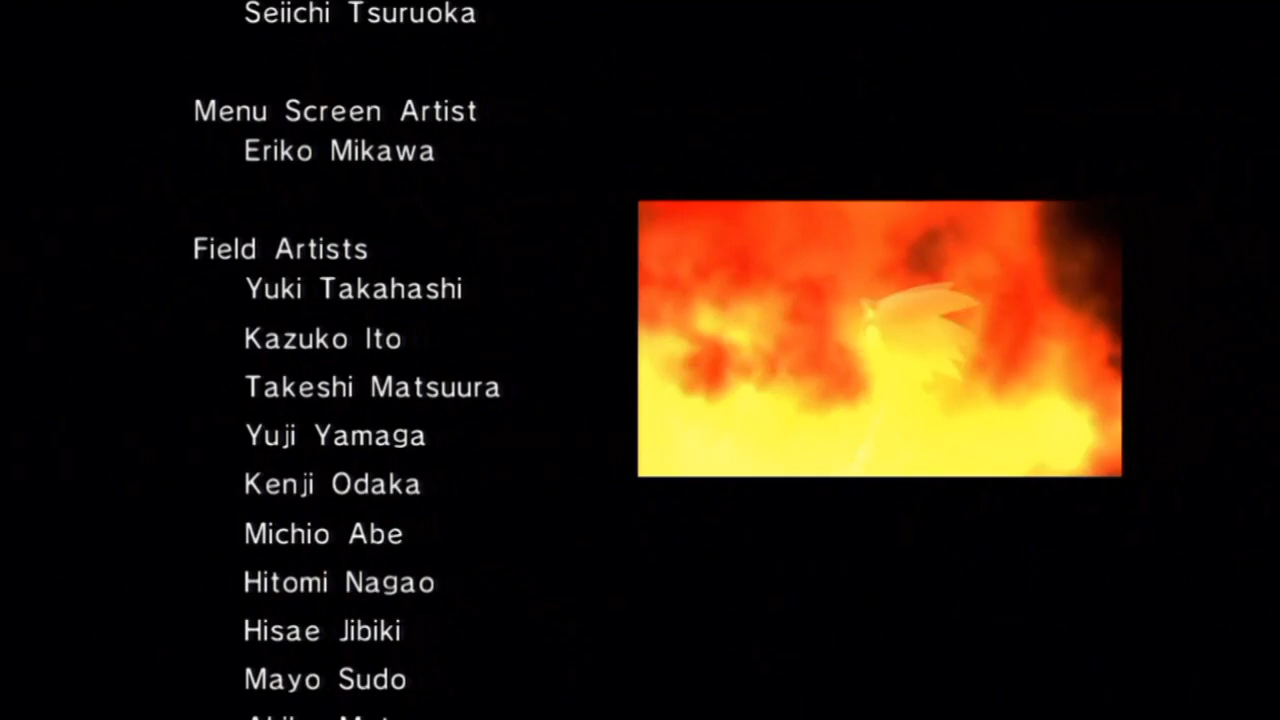 Seiichi Tsuruoka
Menu Screen Artist
Eriko Mikawa
Field Artists
Yuki Takahashi
Kazuko Ito
Takeshi Matsuura
Yuji Yamaga
Kenji Odaka
Michio Abe
Hitomi Nagao
Hisae Jibiki
Mayo Sudo